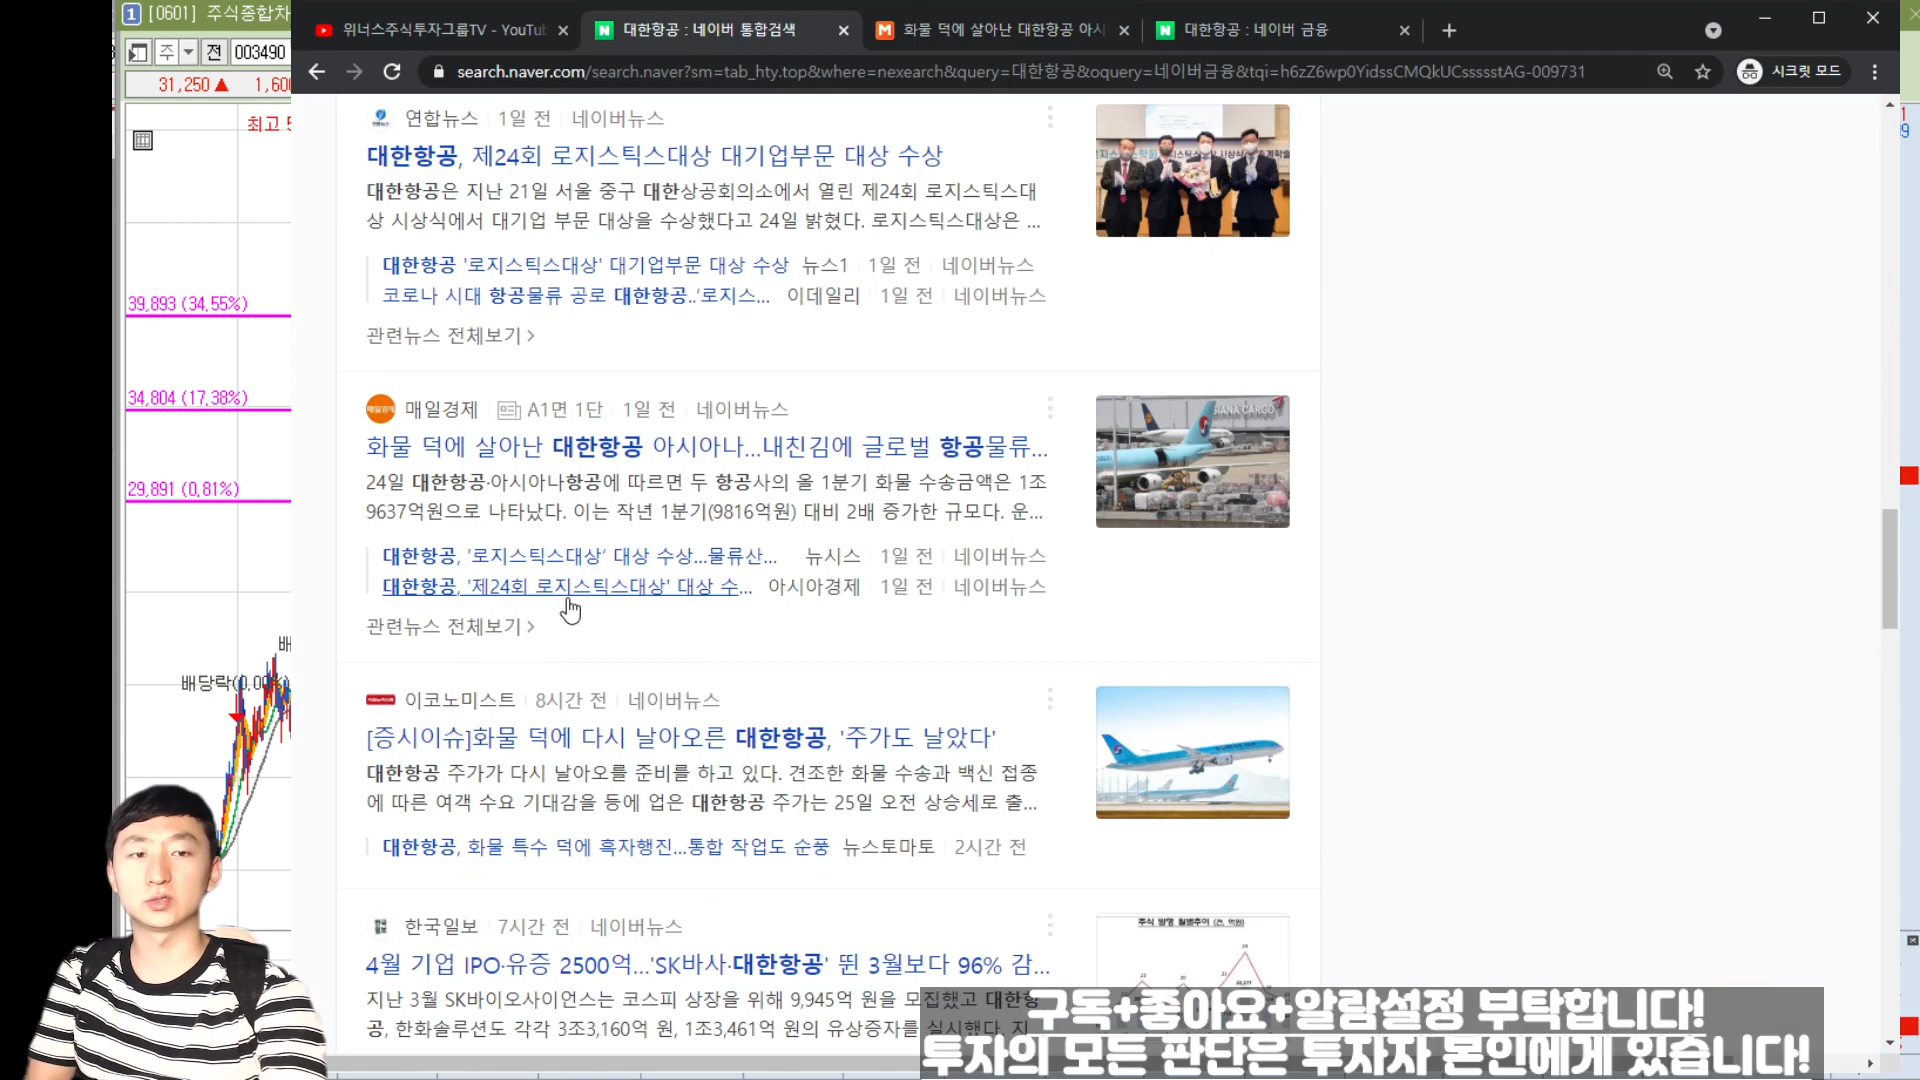 1 [0601] 주식종합차
위너스주식투자그룹TV - YouTub
대한항공 : 네이버 통합검색
화물 덕에 살아난 대한항공 아시
대한항공 : 네이버 금융
주 전 003490
search.naver.com/search.naver?sm=tab_hty.top&where=nexearch&query=대한항공&oquery=네이버금융&tqi=h6zZ6wp0YidssCMQkUCssssstAG-009731
시크릿 모드
31,250▲ 1,600
최고 5
39,893 (34,55%)
34,804 (17,38%)
29,891 (0,81%)
배
배당락(0,00%)
연합뉴스 1일 전 네이버뉴스
대한항공, 제24회 로지스틱스대상 대기업부문 대상 수상
대한항공은 지난 21일 서울 중구 대한상공회의소에서 열린 제24회 로지스틱스대
상 시상식에서 대기업 부문 대상을 수상했다고 24일 밝혔다. 로지스틱스대상은 ...
대한항공 '로지스틱스대상' 대기업부문 대상 수상 뉴스1 1일 전 네이버뉴스
코로나 시대 항공물류 공로 대한항공..'로지스... 이데일리 1일 전 네이버뉴스
관련뉴스 전체보기 >
매일경제 A1면 1단 1일 전 네이버뉴스
화물 덕에 살아난 대한항공 아시아나...내친김에 글로벌 항공물류...
24일 대한항공·아시아나항공에 따르면 두 항공사의 올 1분기 화물 수송금액은 1조
9637억원으로 나타났다. 이는 작년 1분기(9816억원) 대비 2배 증가한 규모다. 운...
대한항공, '로지스틱스대상' 대상 수상...물류산... 뉴시스 1일 전 네이버뉴스
대한항공, '제24회 로지스틱스대상' 대상 수... 아시아경제 1일 전 네이버뉴스
관련뉴스 전체보기 >
이코노미스트 8시간 전 네이버뉴스
[증시이슈]화물 덕에 다시 날아오른 대한항공, '주가도 날았다'
대한항공 주가가 다시 날아오를 준비를 하고 있다. 견조한 화물 수송과 백신 접종
에 따른 여객 수요 기대감을 등에 업은 대한항공 주가는 25일 오전 상승세로 출...
대한항공, 화물 특수 덕에 흑자행진...통합 작업도 순풍 뉴스토마토 2시간 전
한국일보 7시간 전 네이버뉴스
4월 기업 IPO·유증 2500억...'SK바사·대한항공' 뛴 3월보다 96% 감...
지난 3월 SK바이오사이언스는 코스피 상장을 위해 9,945억 원을 모집했고 대한항
공, 한화솔루션도 각각 3조3,160억 원, 1조3,461억 원의 유상증자를 실시했다. 지
주식 발행 월별추이 (건, 억원)
구독+좋아요+알람설정 부탁합니다!
투자의 모든 판단은 투자자 본인에게 있습니다!